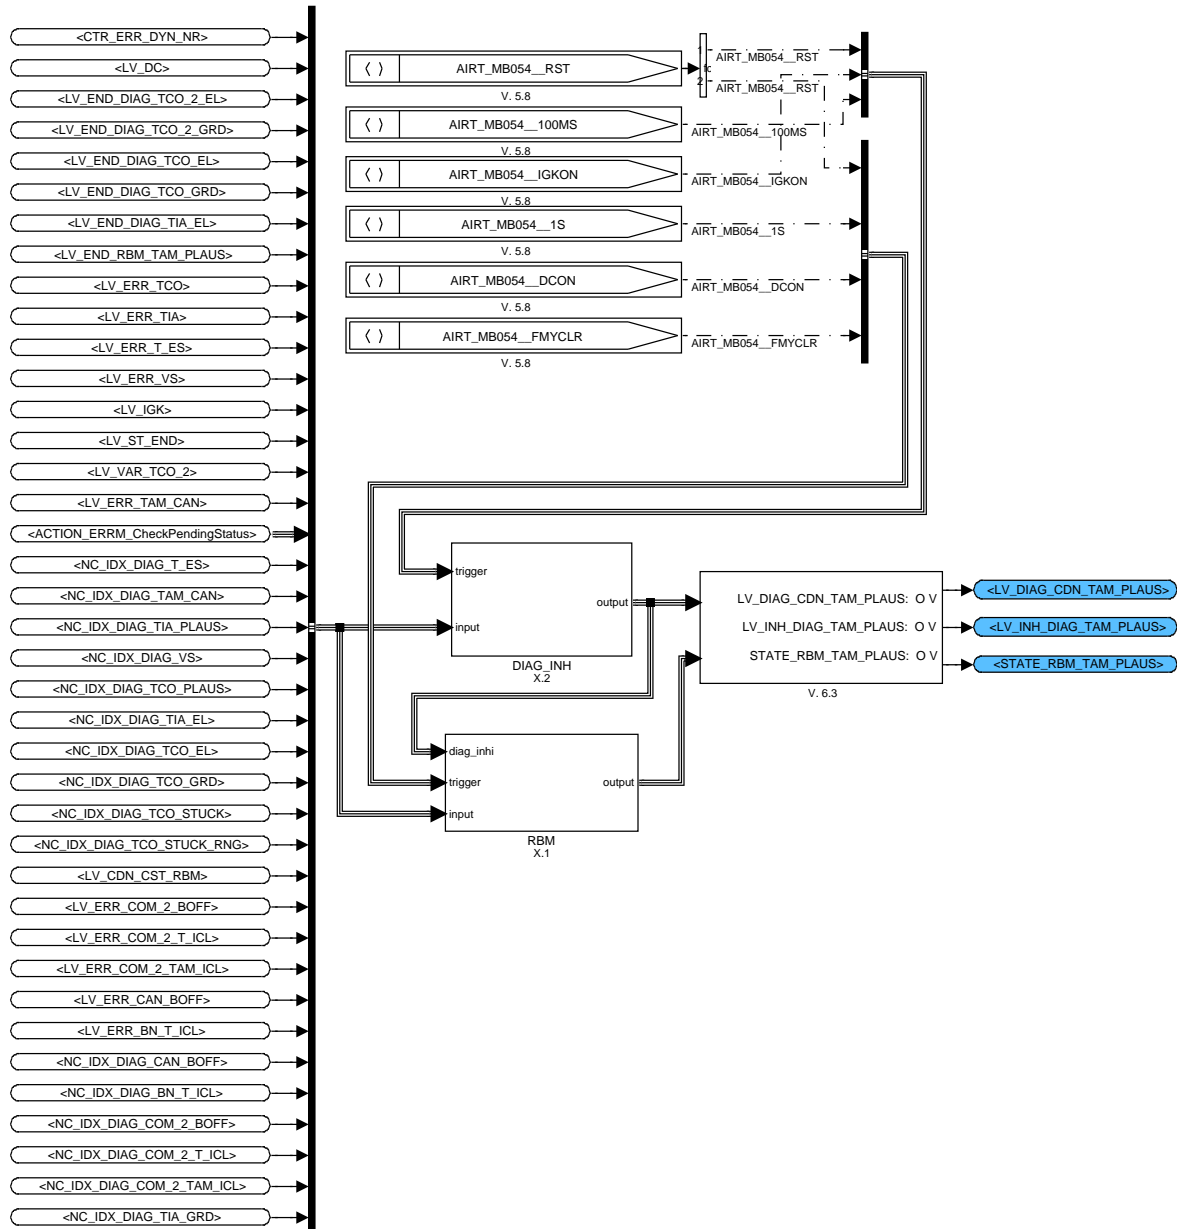 <CTR_ERR_DYN_NR>
<LV_DC>
<LV_END_DIAG_TCO_2_EL>
<LV_END_DIAG_TCO_2_GRD>
<LV_END_DIAG_TCO_EL>
<LV_END_DIAG_TCO_GRD>
<LV_END_DIAG_TIA_EL>
<LV_END_RBM_TAM_PLAUS>
<LV_ERR_TCO>
<LV_ERR_TIA>
<LV_ERR_T_ES>
<LV_ERR_VS>
<LV_IGK>
<LV_ST_END>
<LV_VAR_TCO_2>
<LV_ERR_TAM_CAN>
<ACTION_ERRM_CheckPendingStatus>
<NC_IDX_DIAG_T_ES>
<NC_IDX_DIAG_TAM_CAN>
<NC_IDX_DIAG_TIA_PLAUS>
<NC_IDX_DIAG_VS>
<NC_IDX_DIAG_TCO_PLAUS>
<NC_IDX_DIAG_TIA_EL>
<NC_IDX_DIAG_TCO_EL>
<NC_IDX_DIAG_TCO_GRD>
<NC_IDX_DIAG_TCO_STUCK>
<NC_IDX_DIAG_TCO_STUCK_RNG>
<LV_CDN_CST_RBM>
<LV_ERR_COM_2_BOFF>
<LV_ERR_COM_2_T_ICL>
<LV_ERR_COM_2_TAM_ICL>
<LV_ERR_CAN_BOFF>
<LV_ERR_BN_T_ICL>
<NC_IDX_DIAG_CAN_BOFF>
<NC_IDX_DIAG_BN_T_ICL>
<NC_IDX_DIAG_COM_2_BOFF>
<NC_IDX_DIAG_COM_2_T_ICL>
<NC_IDX_DIAG_COM_2_TAM_ICL>
<NC_IDX_DIAG_TIA_GRD>
( ) AIRT_MB054__RST
V. 5.8
( ) AIRT_MB054__100MS
V. 5.8
( ) AIRT_MB054__IGKON
V. 5.8
( ) AIRT_MB054__1S
V. 5.8
( ) AIRT_MB054__DCON
V. 5.8
( ) AIRT_MB054__FMYCLR
V. 5.8
1
fc
2
AIRT_MB054__RST
AIRT_MB054__RST
AIRT_MB054__100MS
AIRT_MB054__IGKON
AIRT_MB054__1S
AIRT_MB054__DCON
AIRT_MB054__FMYCLR
trigger
input
output
DIAG_INH
X.2
diag_inhi
trigger
input
output
RBM
X.1
LV_DIAG_CDN_TAM_PLAUS: O V
LV_INH_DIAG_TAM_PLAUS: O V
STATE_RBM_TAM_PLAUS: O V
V. 6.3
<LV_DIAG_CDN_TAM_PLAUS>
<LV_INH_DIAG_TAM_PLAUS>
<STATE_RBM_TAM_PLAUS>